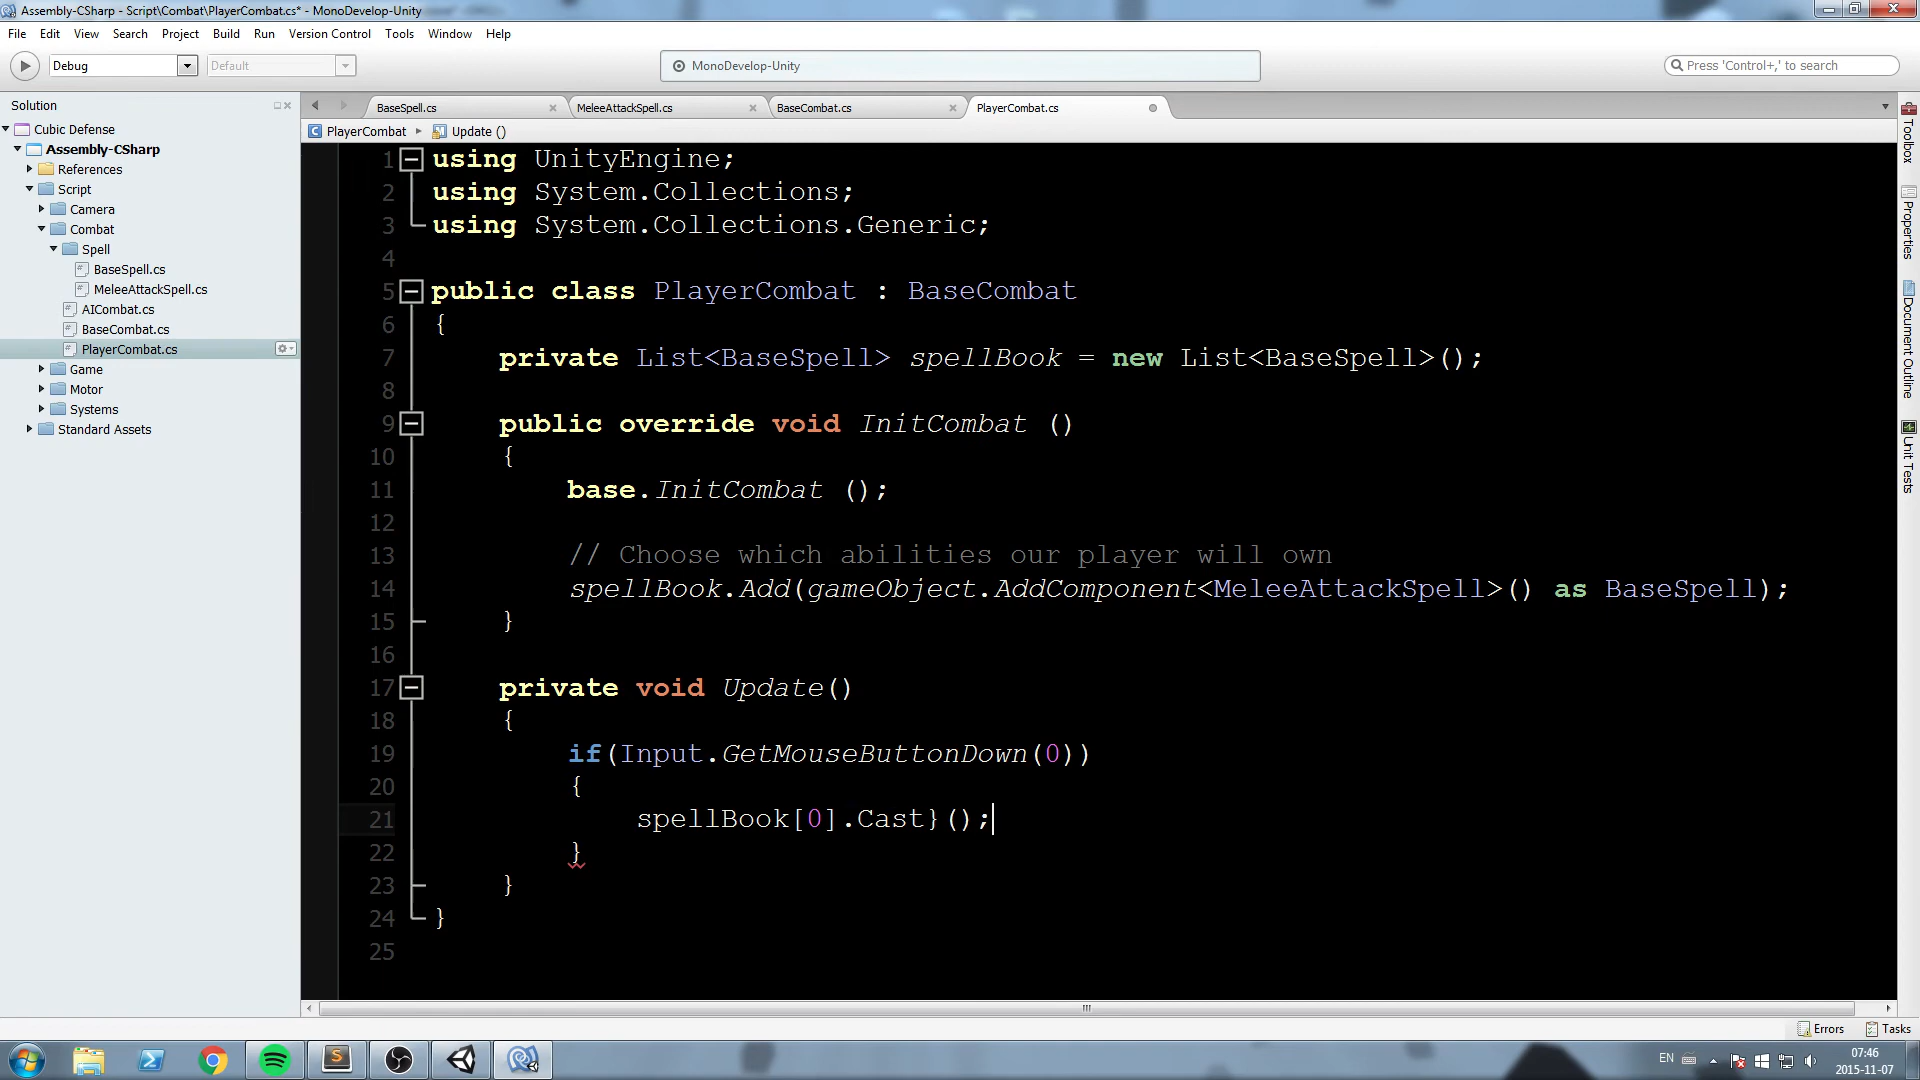 Assembly-CSharp - Script\Combat\PlayerCombat.cs* - MonoDevelop-Unity
File Edit View Search Project Build Run Version Control Tools Window Help
Debug Default MonoDevelop-Unity Press 'Control+,' to search
Solution
Cubic Defense
Assembly-CSharp
References
Script
Camera
Combat
Spell
BaseSpell.cs
MeleeAttackSpell.cs
AICombat.cs
BaseCombat.cs
PlayerCombat.cs
Game
Motor
Systems
Standard Assets
BaseSpell.cs MeleeAttackSpell.cs BaseCombat.cs PlayerCombat.cs
PlayerCombat Update ()
1 using UnityEngine;
2 using System.Collections;
3 using System.Collections.Generic;
4
5 public class PlayerCombat : BaseCombat
6 {
7 private List<BaseSpell> spellBook = new List<BaseSpell>();
8
9 public override void InitCombat ()
10 {
11 base.InitCombat ();
12
13 // Choose which abilities our player will own
14 spellBook.Add(gameObject.AddComponent<MeleeAttackSpell>() as BaseSpell);
15 }
16
17 private void Update()
18 {
19 if(Input.GetMouseButtonDown(0))
20 {
21 spellBook[0].Cast}();
22 }
23 }
24 }
25
Toolbox
Properties
Document Outline
Unit Tests
Errors Tasks
EN
07:46
2015-11-07